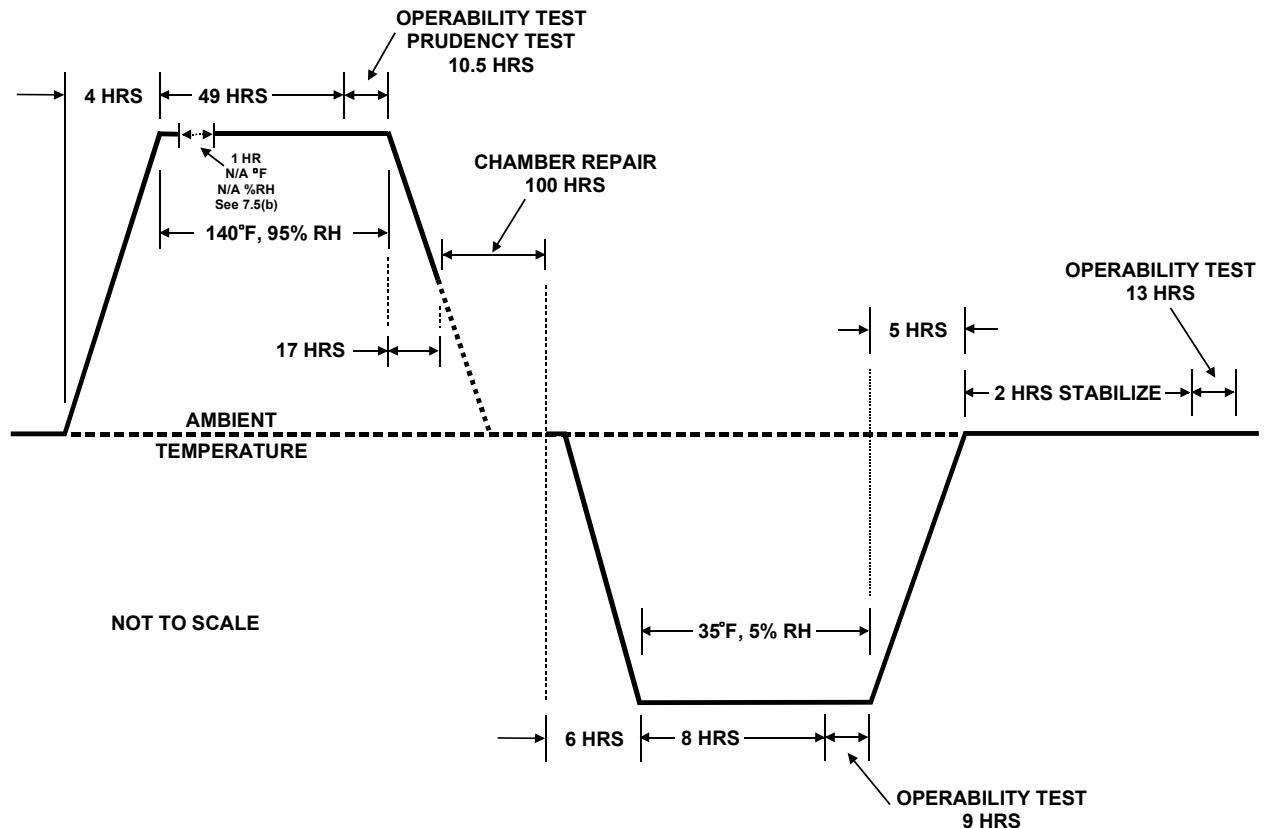 OPERABILITY TEST
PRUDENCY TEST
10.5 HRS
4 HRS
49 HRS
1 HR
N/A ºF
N/A %RH
See 7.5(b)
140°F, 95% RH
CHAMBER REPAIR
100 HRS
17 HRS
OPERABILITY TEST
13 HRS
5 HRS
2 HRS STABILIZE
AMBIENT
TEMPERATURE
NOT TO SCALE
35°F, 5% RH
6 HRS
8 HRS
OPERABILITY TEST
9 HRS